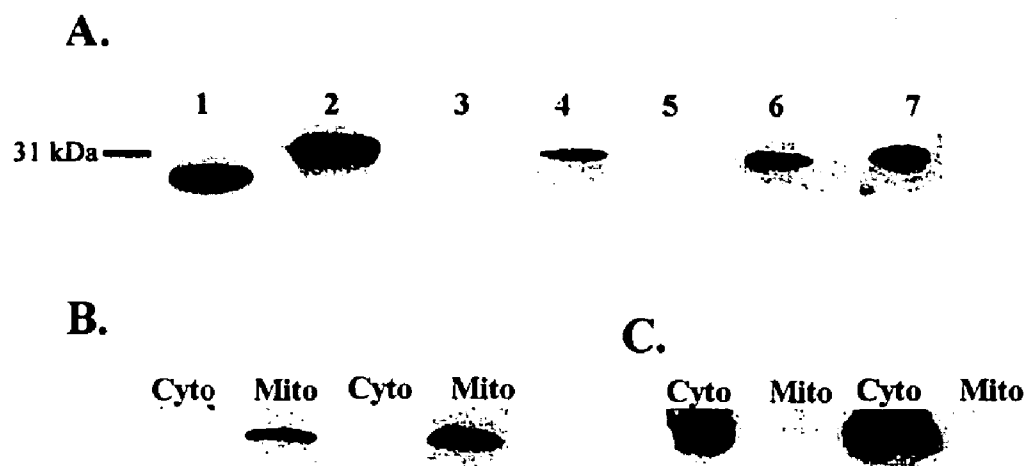 A.
1 2 3 4 5 6 7
31 kDa
B.
C.
Cyto Mito Cyto Mito
Cyto Mito Cyto Mito